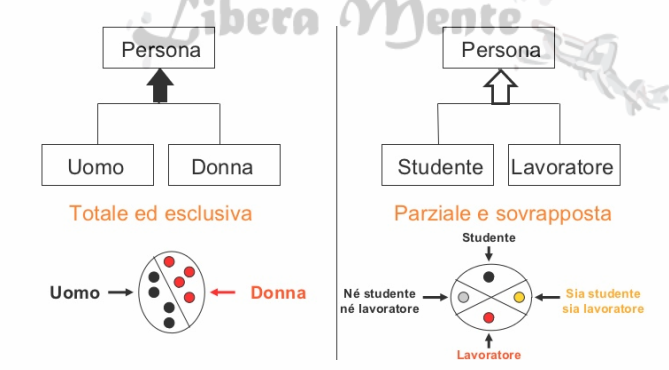 Libera Mente
Persona
Uomo
Donna
Totale ed esclusiva
Uomo
Donna
Persona
Studente
Lavoratore
Parziale e sovrapposta
Studente
Né studente
né lavoratore
Sia studente
sia lavoratore
Lavoratore